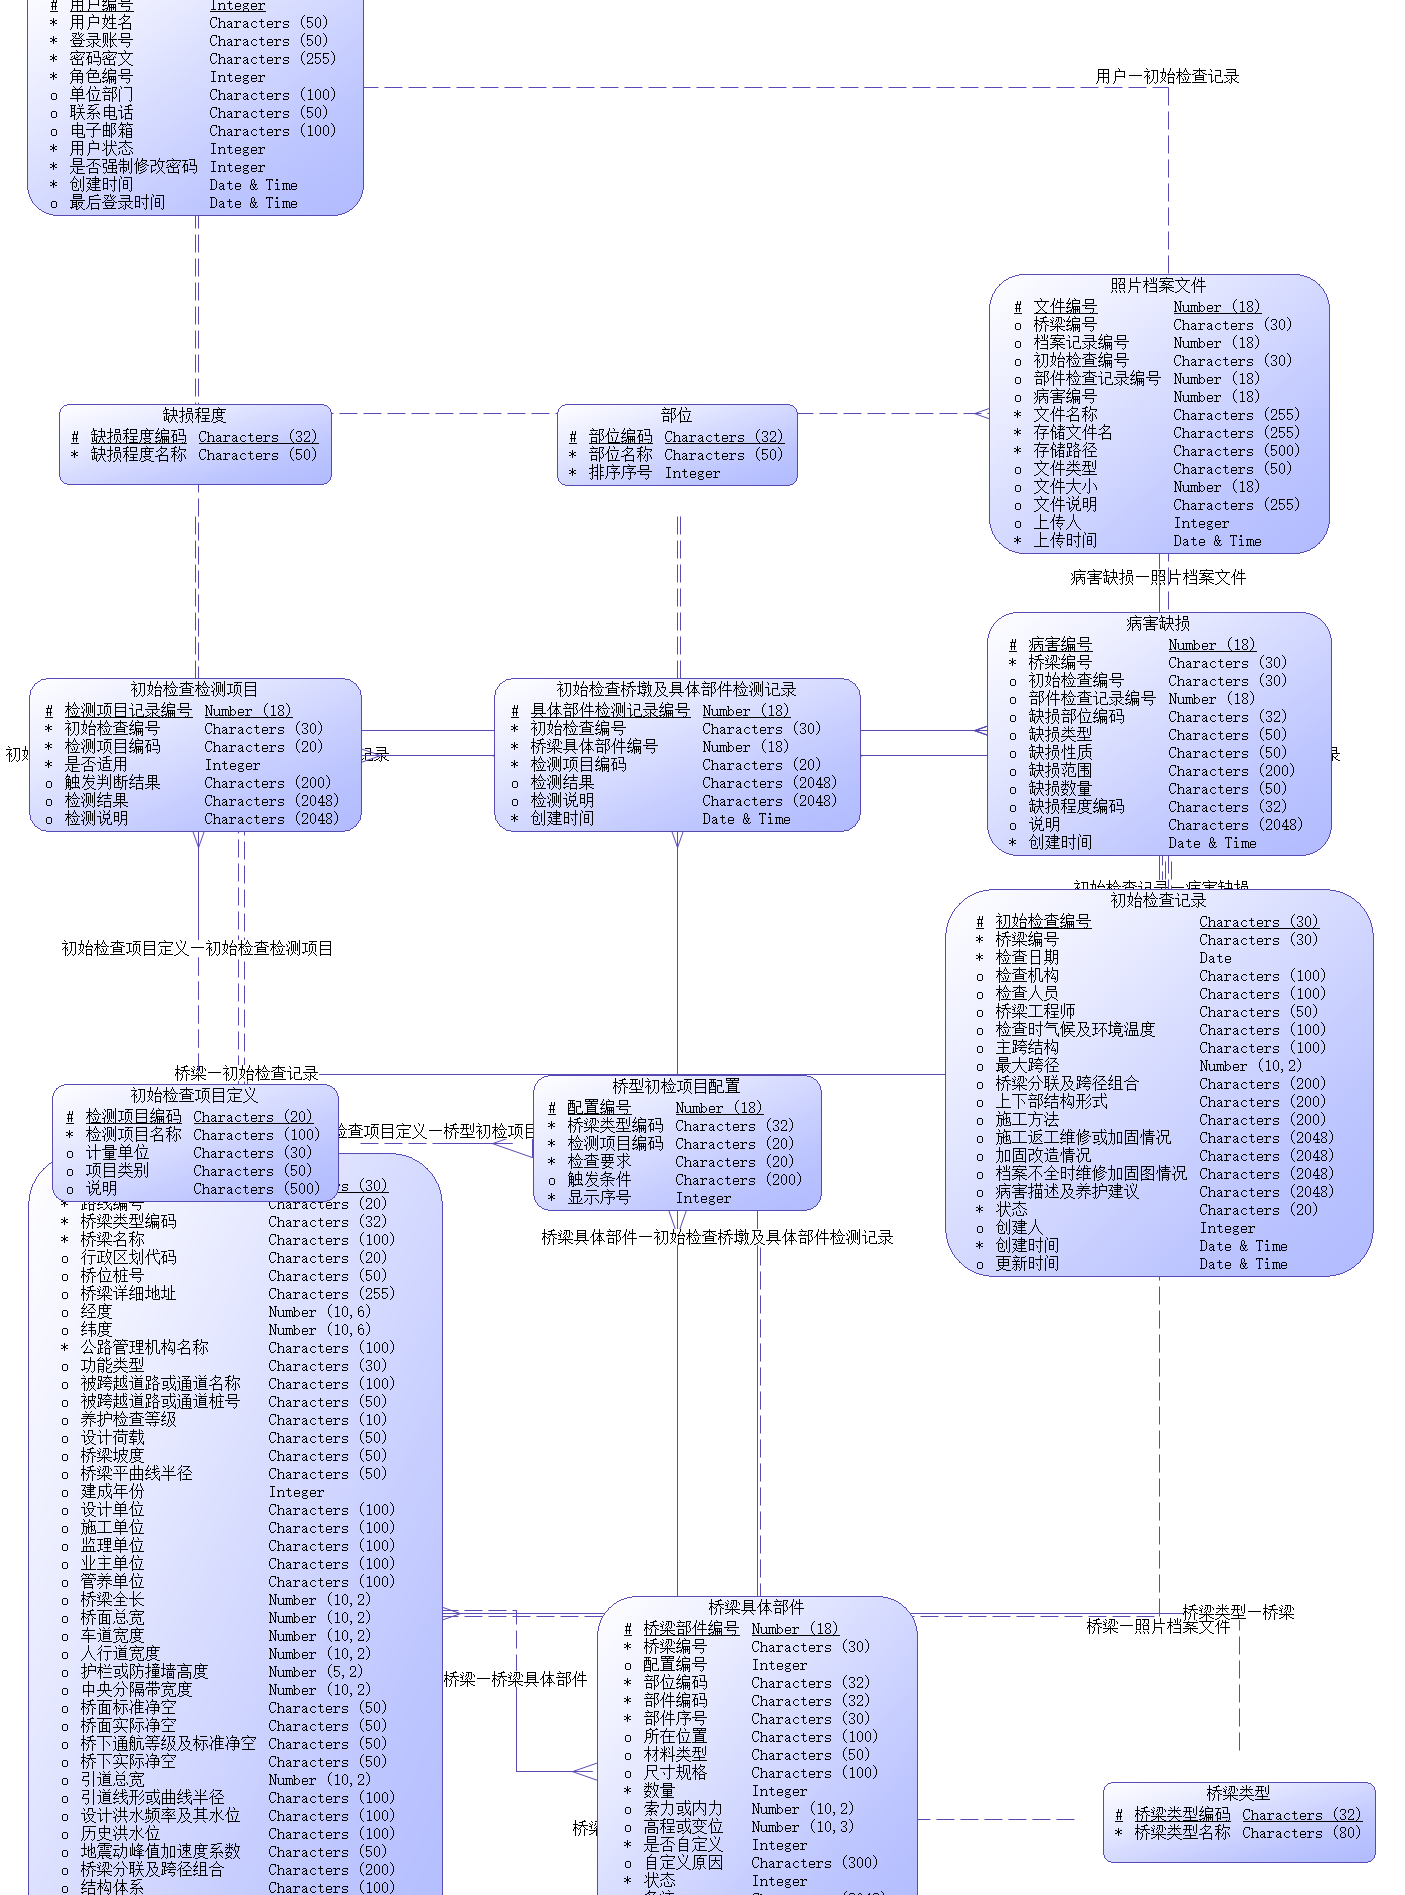 # 用户编号 Integer
* 用户姓名 Characters (50)
* 登录账号 Characters (50)
* 密码密文 Characters (255)
* 角色编号 Integer
o 单位部门 Characters (100)
o 联系电话 Characters (50)
o 电子邮箱 Characters (100)
* 用户状态 Integer
* 是否强制修改密码 Integer
* 创建时间 Date & Time
o 最后登录时间 Date & Time
用户—初始检查记录
照片档案文件
# 文件编号 Number (18)
o 桥梁编号 Characters (30)
o 档案记录编号 Number (18)
o 初始检查编号 Characters (30)
o 部件检查记录编号 Number (18)
o 病害编号 Number (18)
* 文件名称 Characters (255)
* 存储文件名 Characters (255)
* 存储路径 Characters (500)
o 文件类型 Characters (50)
o 文件大小 Number (18)
o 文件说明 Characters (255)
o 上传人 Integer
* 上传时间 Date & Time
缺损程度
# 缺损程度编码 Characters (32)
* 缺损程度名称 Characters (50)
部位
# 部位编码 Characters (32)
* 部位名称 Characters (50)
* 排序序号 Integer
病害缺损—照片档案文件
病害缺损
# 病害编号 Number (18)
* 桥梁编号 Characters (30)
o 初始检查编号 Characters (30)
o 部件检查记录编号 Number (18)
o 缺损部位编码 Characters (32)
o 缺损类型 Characters (50)
o 缺损性质 Characters (50)
o 缺损范围 Characters (200)
o 缺损数量 Characters (50)
o 缺损程度编码 Characters (32)
o 说明 Characters (2048)
* 创建时间 Date & Time
初始检查检测项目
# 检测项目记录编号 Number (18)
* 初始检查编号 Characters (30)
* 检测项目编码 Characters (20)
* 是否适用 Integer
o 触发判断结果 Characters (200)
o 检测结果 Characters (2048)
o 检测说明 Characters (2048)
初
记录
初始检查桥墩及具体部件检测记录
# 具体部件检测记录编号 Number (18)
* 初始检查编号 Characters (30)
* 桥梁具体部件编号 Number (18)
* 检测项目编码 Characters (20)
o 检测结果 Characters (2048)
o 检测说明 Characters (2048)
* 创建时间 Date & Time
录
初始检查记录—病害缺损
初始检查记录
# 初始检查编号 Characters (30)
* 桥梁编号 Characters (30)
* 检查日期 Date
o 检查机构 Characters (100)
o 检查人员 Characters (100)
o 桥梁工程师 Characters (50)
o 检查时气候及环境温度 Characters (100)
o 主跨结构 Characters (100)
o 最大跨径 Number (10,2)
o 桥梁分联及跨径组合 Characters (200)
o 上下部结构形式 Characters (200)
o 施工方法 Characters (200)
o 施工返工维修或加固情况 Characters (2048)
o 加固改造情况 Characters (2048)
o 档案不全时维修加固图情况 Characters (2048)
o 病害描述及养护建议 Characters (2048)
* 状态 Characters (20)
o 创建人 Integer
* 创建时间 Date & Time
o 更新时间 Date & Time
初始检查项目定义—初始检查检测项目
桥梁—初始检查记录
初始检查项目定义
# 检测项目编码 Characters (20)
* 检测项目名称 Characters (100)
o 计量单位 Characters (30)
o 项目类别 Characters (50)
o 说明 Characters (500)
检查项目定义—桥型初检项目
桥型初检项目配置
# 配置编号 Number (18)
* 桥梁类型编码 Characters (32)
* 检测项目编码 Characters (20)
* 检查要求 Characters (20)
o 触发条件 Characters (200)
* 显示序号 Integer
桥梁具体部件—初始检查桥墩及具体部件检测记录
rs (30)
* 路线编号 Characters (20)
* 桥梁类型编码 Characters (32)
* 桥梁名称 Characters (100)
o 行政区划代码 Characters (20)
o 桥位桩号 Characters (50)
o 桥梁详细地址 Characters (255)
o 经度 Number (10,6)
o 纬度 Number (10,6)
* 公路管理机构名称 Characters (100)
o 功能类型 Characters (30)
o 被跨越道路或通道名称 Characters (100)
o 被跨越道路或通道桩号 Characters (50)
o 养护检查等级 Characters (10)
o 设计荷载 Characters (50)
o 桥梁坡度 Characters (50)
o 桥梁平曲线半径 Characters (50)
o 建成年份 Integer
o 设计单位 Characters (100)
o 施工单位 Characters (100)
o 监理单位 Characters (100)
o 业主单位 Characters (100)
o 管养单位 Characters (100)
o 桥梁全长 Number (10,2)
o 桥面总宽 Number (10,2)
o 车道宽度 Number (10,2)
o 人行道宽度 Number (10,2)
o 护栏或防撞墙高度 Number (5,2)
o 中央分隔带宽度 Number (10,2)
o 桥面标准净空 Characters (50)
o 桥面实际净空 Characters (50)
o 桥下通航等级及标准净空 Characters (50)
o 桥下实际净空 Characters (50)
o 引道总宽 Number (10,2)
o 引道线形或曲线半径 Characters (100)
o 设计洪水频率及其水位 Characters (100)
o 历史洪水位 Characters (100)
o 地震动峰值加速度系数 Characters (50)
o 桥梁分联及跨径组合 Characters (200)
o 结构体系 Characters (100)
桥梁—桥梁具体部件
桥梁具体部件
# 桥梁部件编号 Number (18)
* 桥梁编号 Characters (30)
o 配置编号 Integer
* 部位编码 Characters (32)
* 部件编码 Characters (32)
* 部件序号 Characters (30)
o 所在位置 Characters (100)
o 材料类型 Characters (50)
o 尺寸规格 Characters (100)
* 数量 Integer
o 索力或内力 Number (10,2)
o 高程或变位 Number (10,3)
* 是否自定义 Integer
o 自定义原因 Characters (300)
* 状态 Integer
桥
桥梁类型—桥梁
桥梁—照片档案文件
桥梁类型
# 桥梁类型编码 Characters (32)
* 桥梁类型名称 Characters (80)